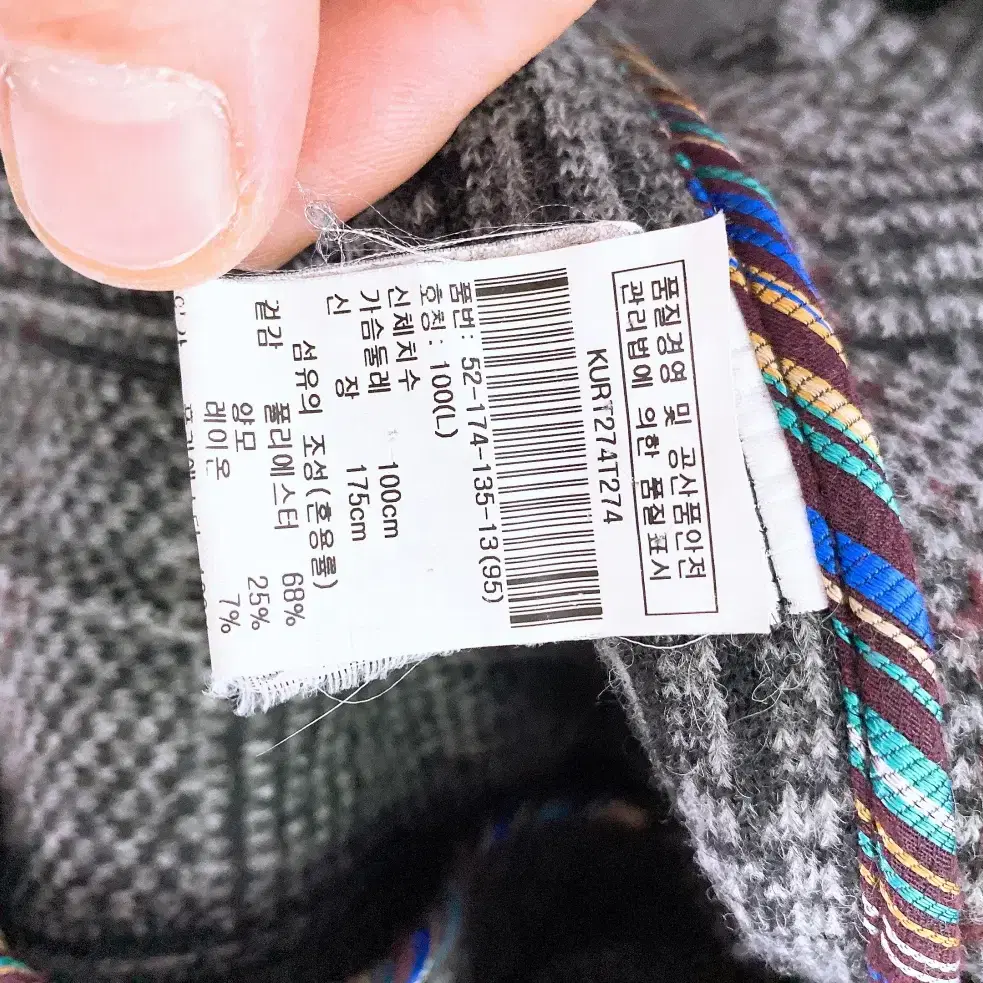 품질경영 및 공산품안전
관리법에 의한 품질표시
KURT274T274
품번: 52-174-135-13(95)
호칭: 100(L)
신체치수
가슴둘레 100cm
신 장 175cm
섬유의 조성(혼용률)
겉감 폴리에스터 68%
양모 25%
레이온 7%